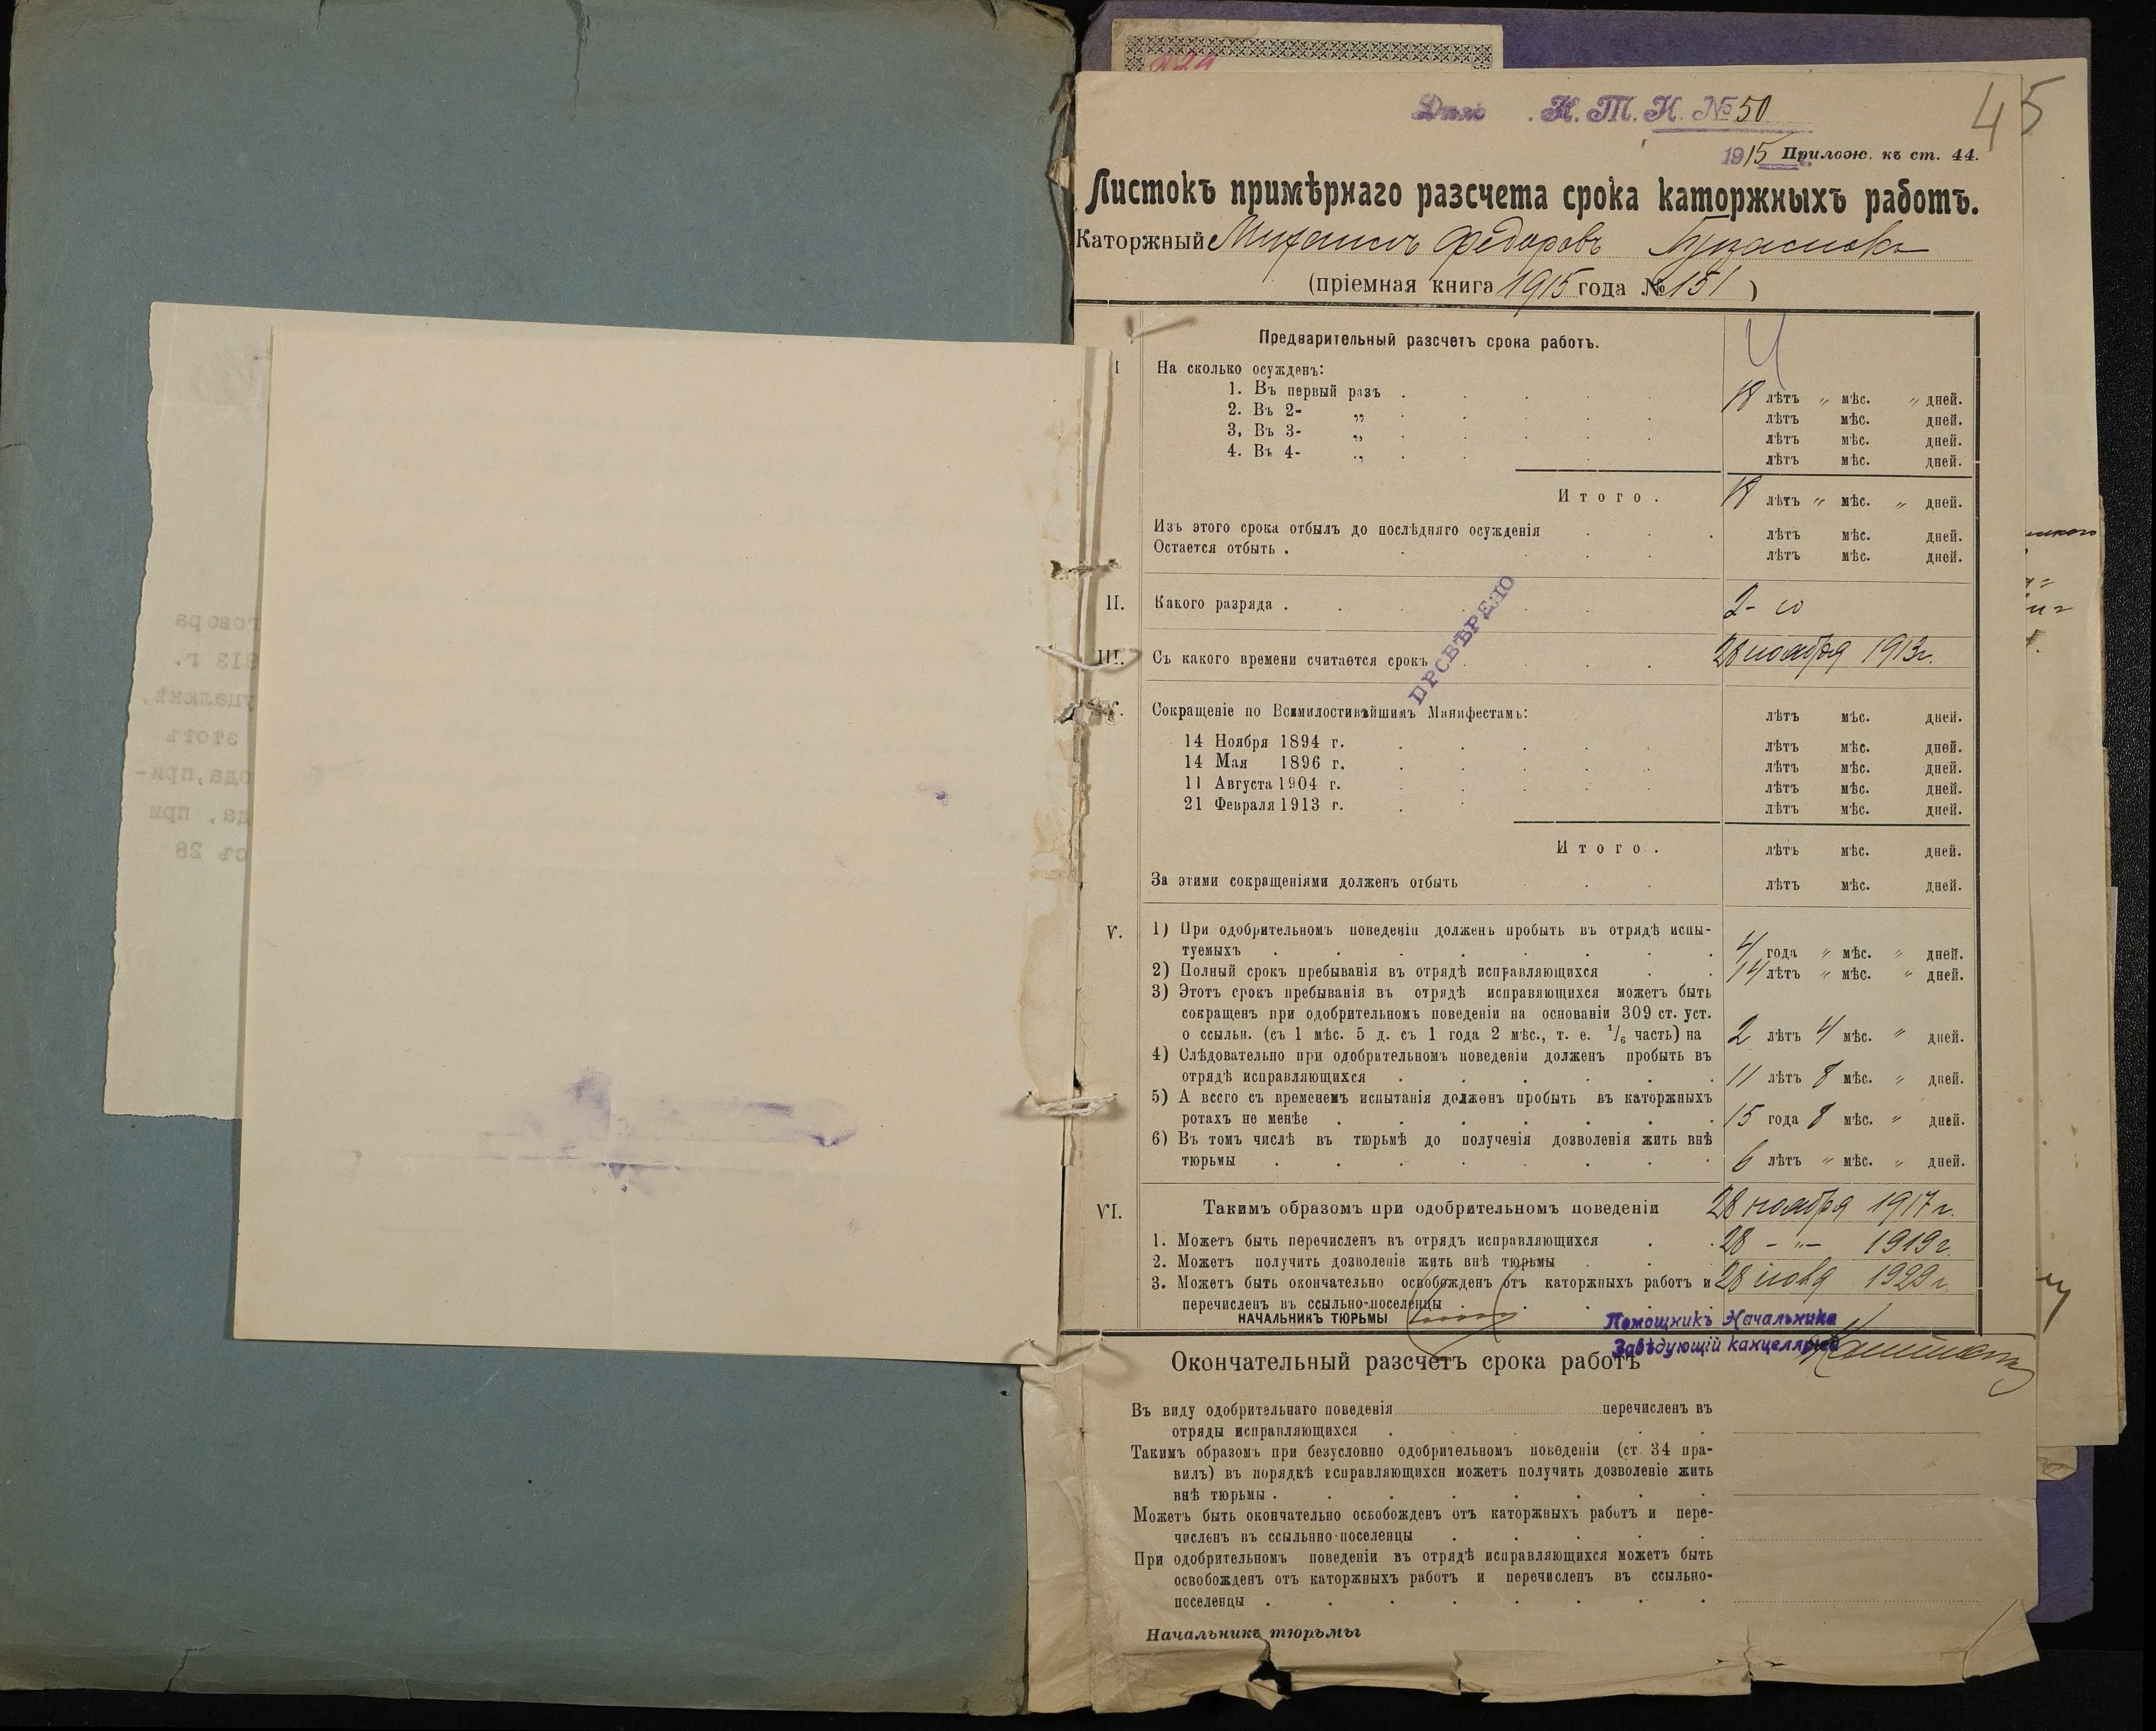 Дѣло К. Т. К. № 50
45
1915 Прилож. къ ст. 44.
Листокъ примѣрнаго разсчета срока каторжныхъ работъ.
Каторжный Михаилъ Федоровъ
(пріемная книга 1915 года № 151 )
Предварительный разсчетъ срока работъ.
I На сколько осужденъ:
1. Въ первый разъ . 18 лѣтъ „ мѣс. „ дней.
2. Въ 2- „ лѣтъ мѣс. дней.
3, Въ 3- „ лѣтъ мѣс. дней.
4. Въ 4- „ лѣтъ мѣс. дней.
Итого. 18 лѣтъ „ мѣс. „ дней.
Изъ этого срока отбылъ до послѣдняго осужденія лѣтъ мѣс. дней.
Остается отбыть . лѣтъ мѣс. дней.
II. Какого разряда . 2-го
ПРОВѢРЕНО
III. Съ какого времени считается срокъ 28 ноября 1913 г.
Сокращеніе по Всемилостивѣйшимъ Манифестамъ: лѣтъ мѣс. дней.
14 Ноября 1894 г. лѣтъ мѣс. дней.
14 Мая 1896 г. лѣтъ мѣс. дней.
11 Августа 1904 г. лѣтъ мѣс. дней.
21 Февраля 1913 г. лѣтъ мѣс. дней.
Итого. лѣтъ мѣс. дней.
За этими сокращеніями долженъ отбыть лѣтъ мѣс. дней.
V. 1) При одобрительномъ поведеніи долженъ пробыть въ отрядѣ испы-
туемыхъ . 4 года „ мѣс. „ дней.
2) Полный срокъ пребыванія въ отрядѣ исправляющихся 14 лѣтъ „ мѣс. „ дней.
3) Этотъ срокъ пребыванія въ отрядѣ исправяющихся можетъ быть
сокращенъ при одобрительномъ поведеніи на основаніи 309 ст. уст.
о ссыльн. (съ 1 мѣс. 5 д. съ 1 года 2 мѣс., т. е. 1/6 часть) на 2 лѣтъ 4 мѣс. „ дней.
4) Слѣдовательно при одобрительномъ поведеніи долженъ пробыть въ
отрядѣ исправляющихся . 11 лѣтъ 8 мѣс. „ дней.
5) А всего съ временемъ испытанія долженъ пробыть въ каторжныхъ
ротахъ не менѣе . 15 года 8 мѣс. „ дней.
6) Въ томъ числѣ въ тюрьмѣ до полученія дозволенія жить внѣ
тюрьмы . 6 лѣтъ „ мѣс. „ дней.
VI. Такимъ образомъ при одобрительномъ поведеніи 28 ноября 1917 г.
1. Можетъ быть перечисленъ въ отрядъ исправляющихся . 28 - „ - 1919 г.
2. Можетъ получить дозволеніе жить внѣ тюрьмы
3. Можетъ быть окончательно освобожденъ отъ каторжныхъ работъ и 28 1929 г.
перечисленъ въ ссыльно-поселенцы .
НАЧАЛЬНИКЪ ТЮРЬМЫ Помощникъ Начальника
Завѣдующій канцеляріей
Окончательный разсчетъ срока работъ
Въ виду одобрительнаго поведенія перечисленъ въ
отряды исправляющихся .
Такимъ образомъ при безусловно одобрительномъ поведеніи (ст. 34 пра-
вилъ) въ порядкѣ исправляющихся можетъ получить дозволеніе жить
внѣ тюрьмы .
Можетъ быть окончательно освобожденъ отъ каторжныхъ работъ и пере-
численъ въ ссыльно-поселенцы .
При одобрительномъ поведеніи въ отрядѣ исправляющихся можетъ быть
освобожденъ отъ каторжныхъ работъ и перечисленъ въ ссыльно-
поселенцы .
Начальникъ тюрьмы